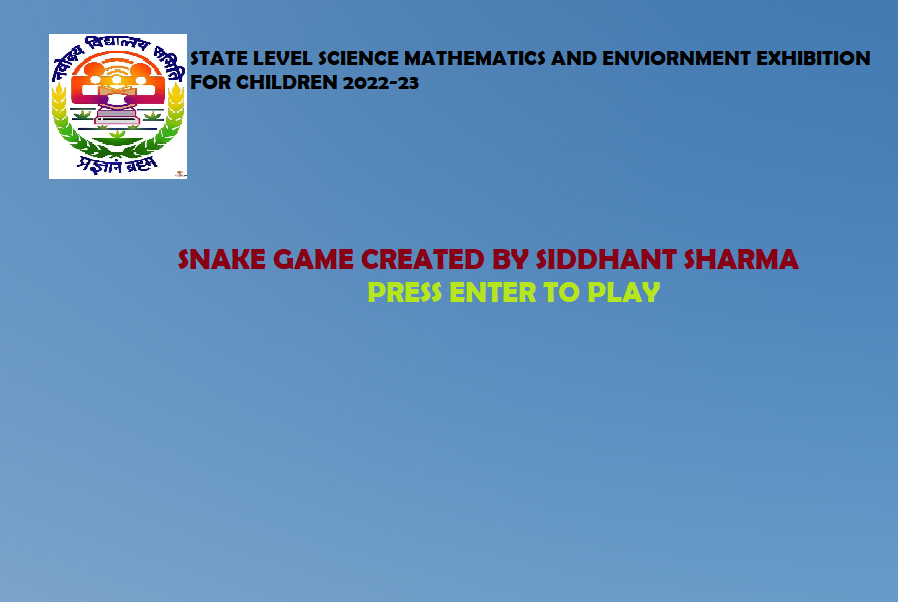 नवोदय विद्यालय समिति
STATE LEVEL SCIENCE MATHEMATICS AND ENVIORNMENT EXHIBITION
FOR CHILDREN 2022-23
प्रज्ञानं ब्रह्म
SNAKE GAME CREATED BY SIDDHANT SHARMA
PRESS ENTER TO PLAY